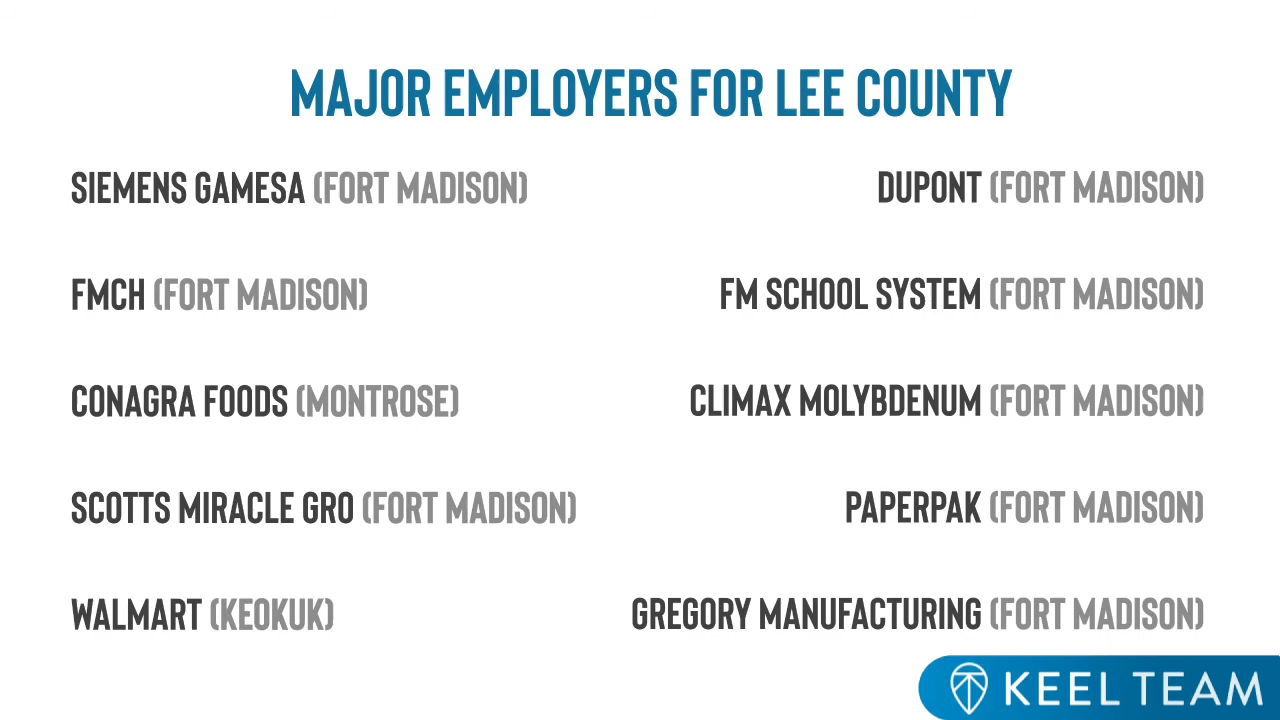 MAJOR EMPLOYERS FOR LEE COUNTY
SIEMENS GAMESA (FORT MADISON)
DUPONT (FORT MADISON)
FMCH (FORT MADISON)
FM SCHOOL SYSTEM (FORT MADISON)
CONAGRA FOODS (MONTROSE)
CLIMAX MOLYBDENUM (FORT MADISON)
SCOTTS MIRACLE GRO (FORT MADISON)
PAPERPAK (FORT MADISON)
WALMART (KEOKUK)
GREGORY MANUFACTURING (FORT MADISON)
KEEL TEAM